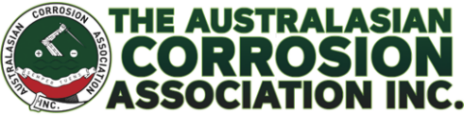 AUSTRALASIAN CORROSION ASSOCIATION
INC.
THE AUSTRALASIAN
CORROSION
ASSOCIATION INC.